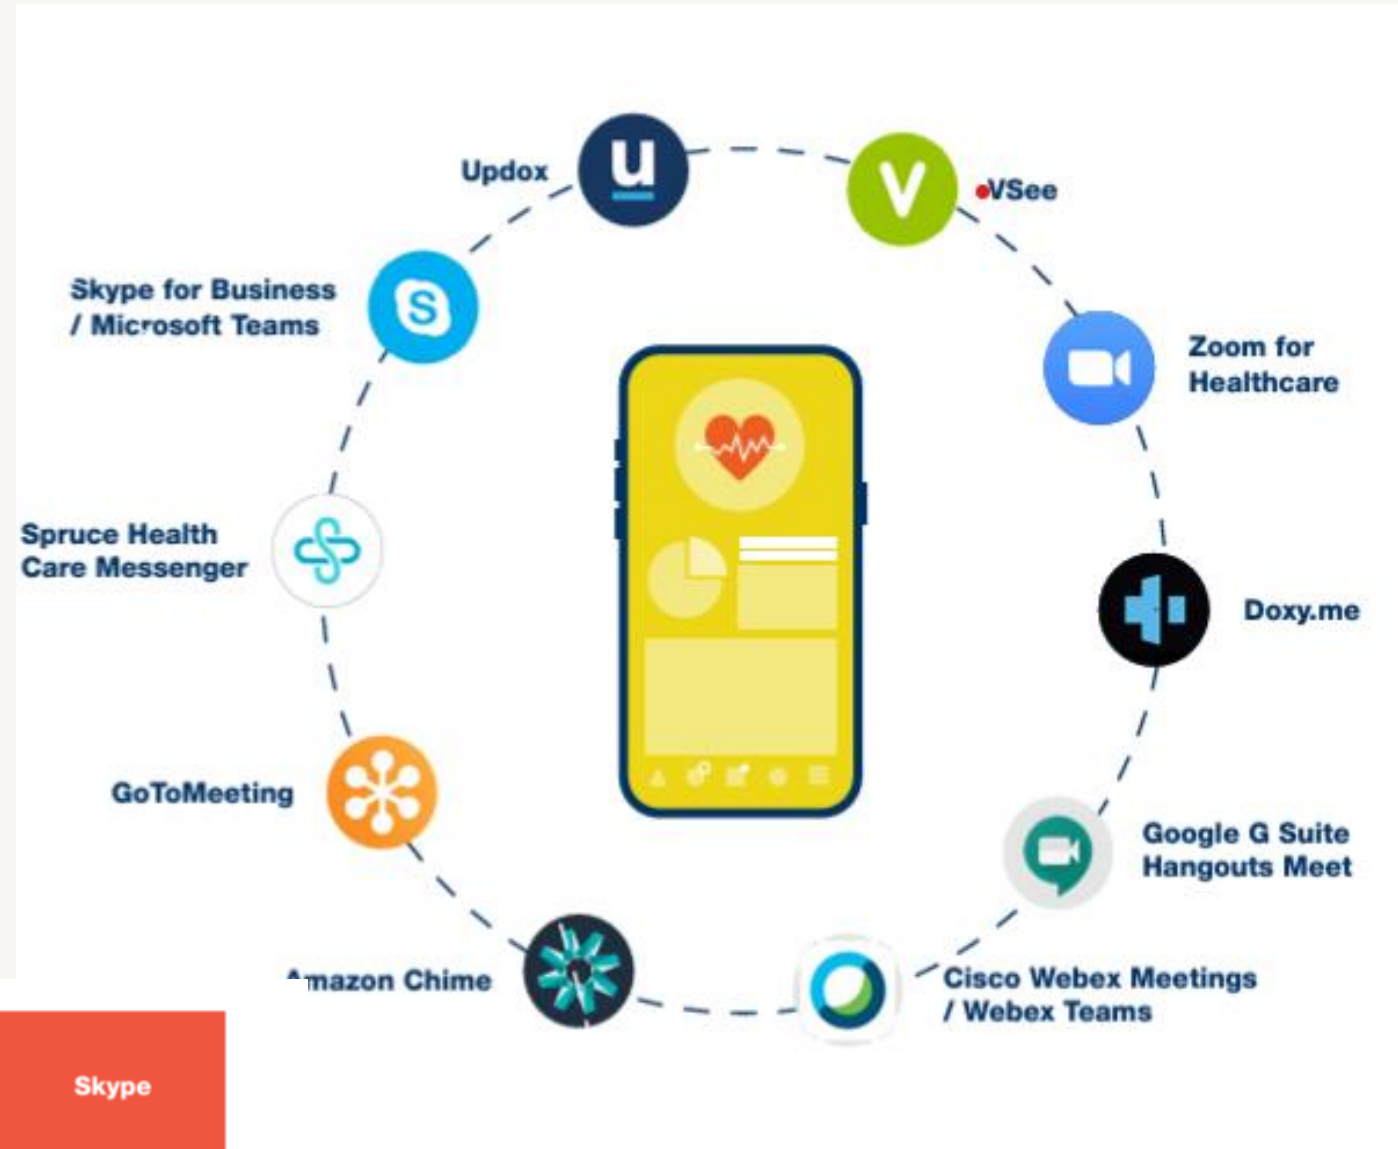 Updox
VSee
Skype for Business
/ Microsoft Teams
Zoom for
Healthcare
Spruce Health
Care Messenger
Doxy.me
GoToMeeting
Google G Suite
Hangouts Meet
Amazon Chime
Cisco Webex Meetings
/ Webex Teams
Skype